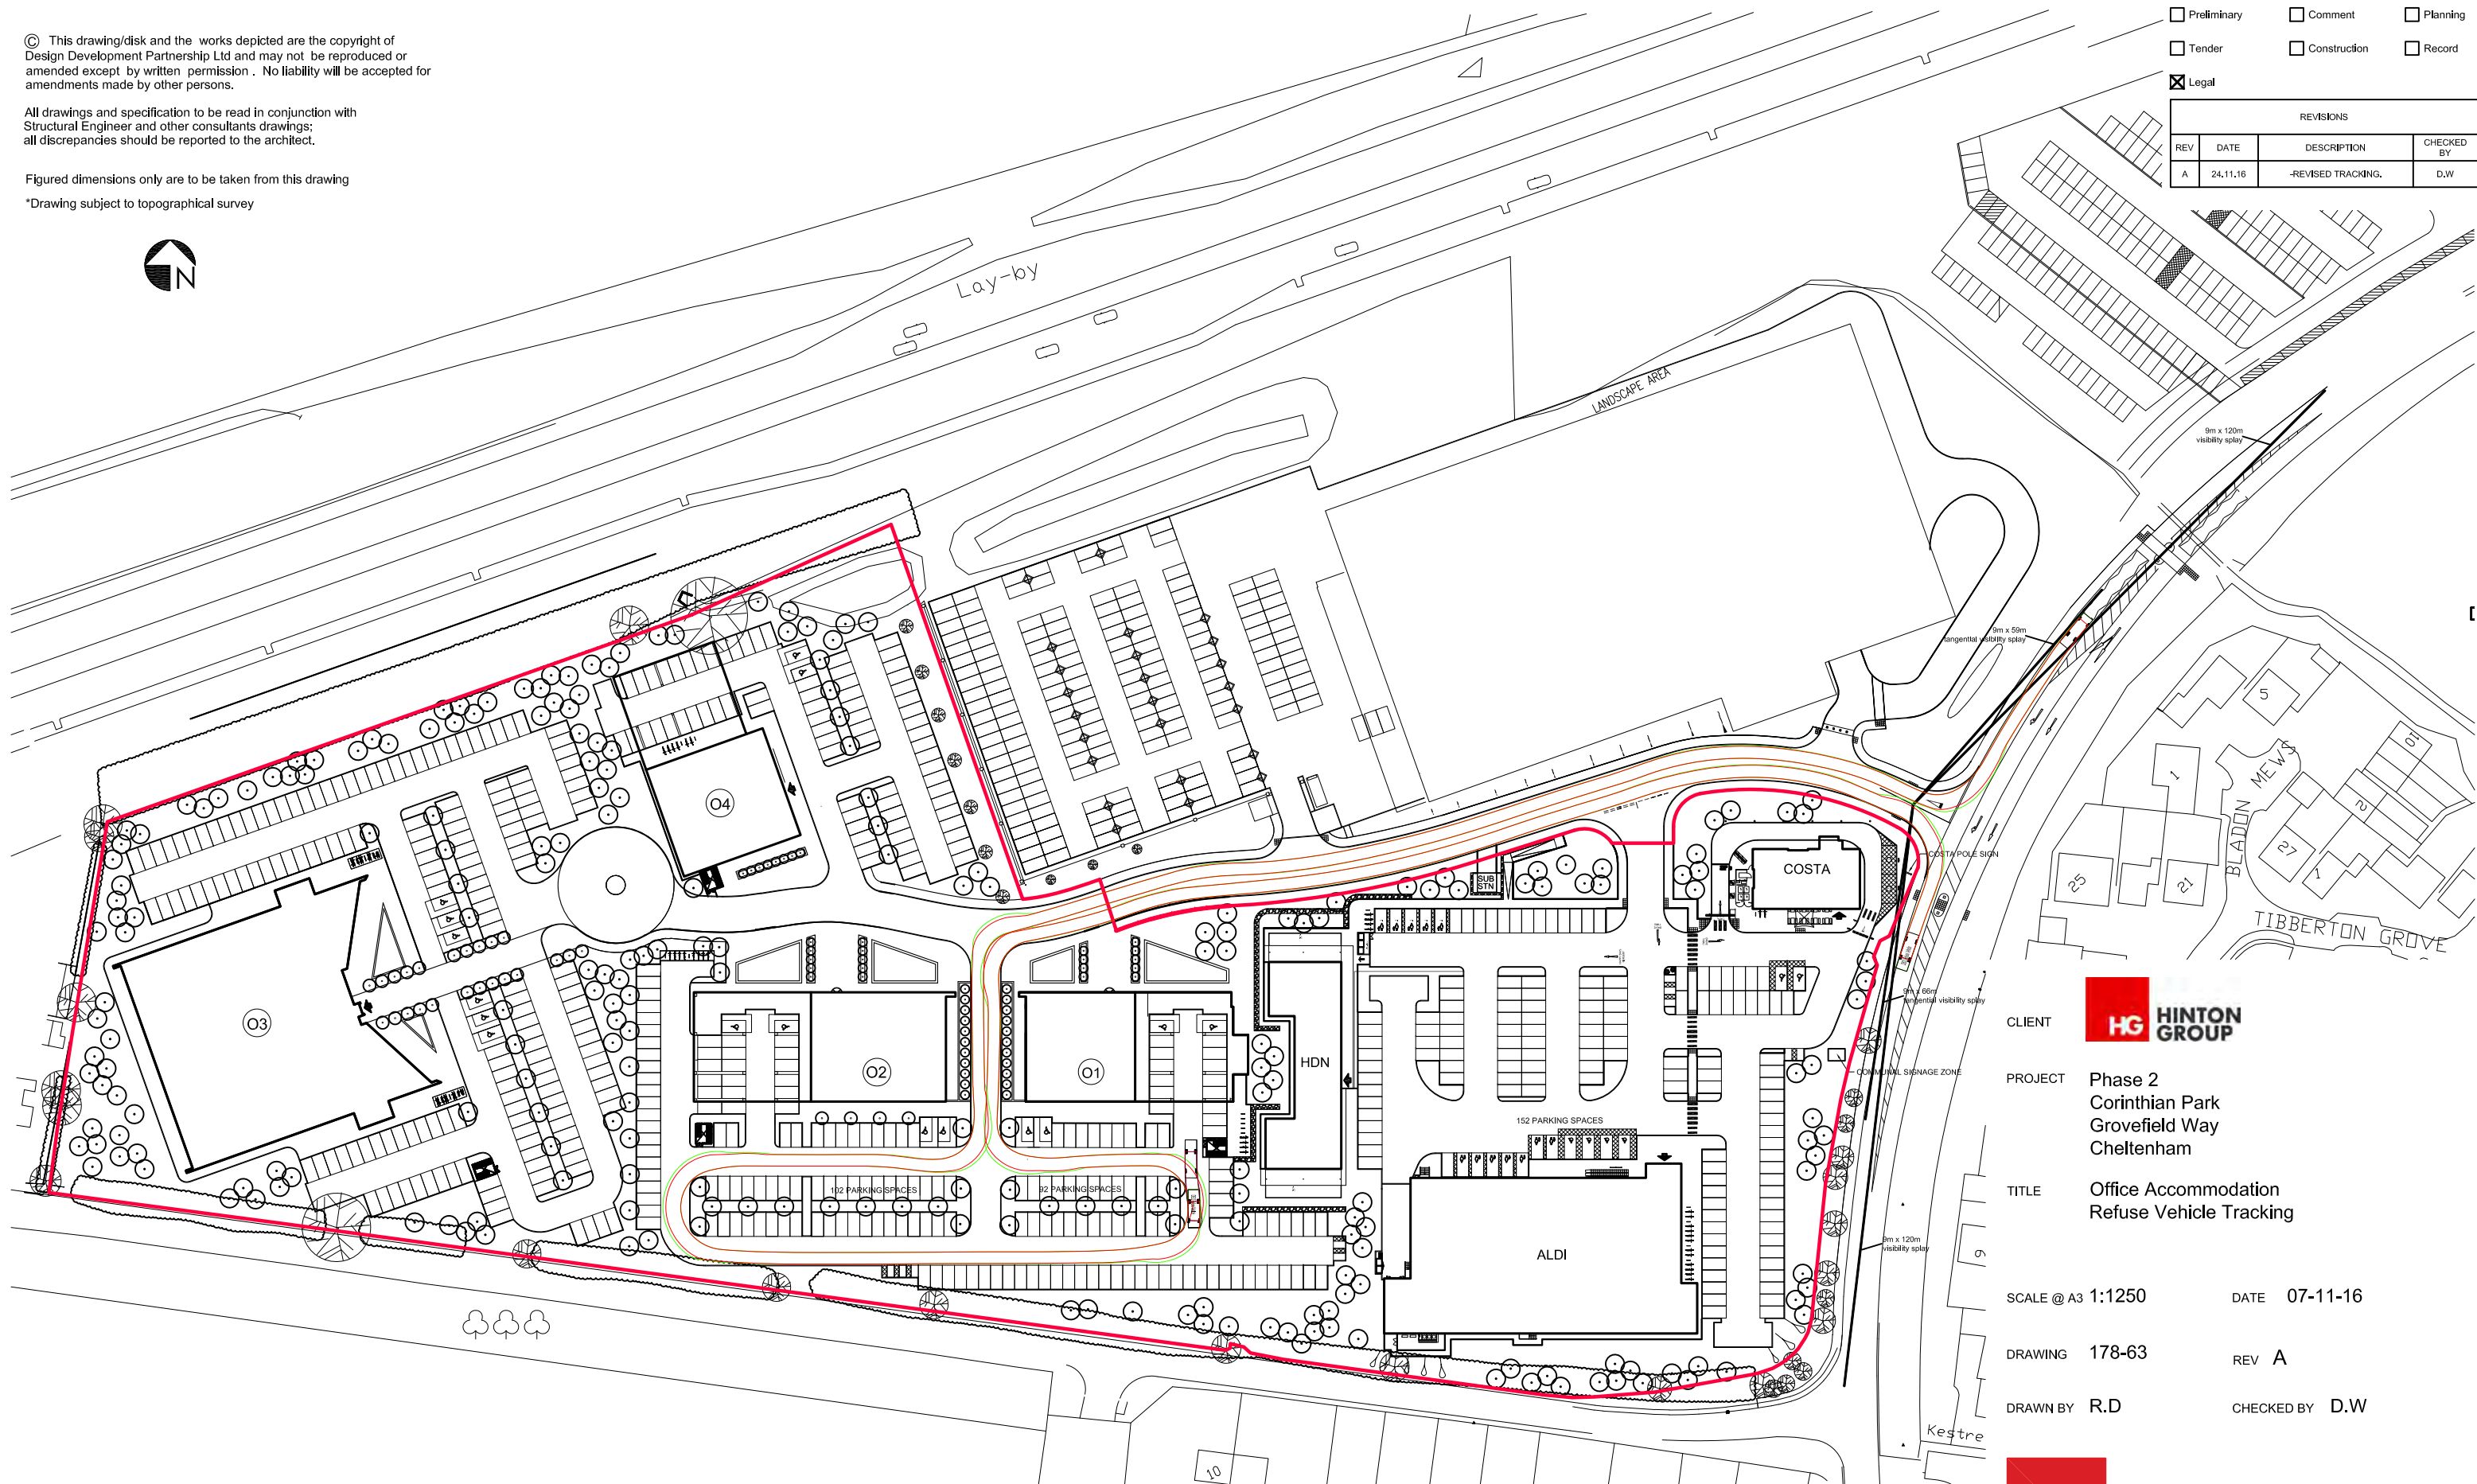 © This drawing/disk and the works depicted are the copyright of
Design Development Partnership Ltd and may not be reproduced or
amended except by written permission . No liability will be accepted for
amendments made by other persons.
All drawings and specification to be read in conjunction with
Structural Engineer and other consultants drawings;
all discrepancies should be reported to the architect.
Figured dimensions only are to be taken from this drawing
*Drawing subject to topographical survey
N
Preliminary
Comment
Planning
Tender
Construction
Record
Legal
REVISIONS
REV
DATE
DESCRIPTION
CHECKED
BY
A
24.11.16
-REVISED TRACKING.
D.W
Lay-by
LANDSCAPE AREA
9m x 120m
visibility splay
9m x 59m
tangential visibility splay
O4
COSTA POLE SIGN
COSTA
SUB
STN
O3
O2
O1
HDN
9m x 66m
tangential visibility splay
COMMUNAL SIGNAGE ZONE
152 PARKING SPACES
102 PARKING SPACES
92 PARKING SPACES
ALDI
9m x 120m
visibility splay
5
10
1
2
27
1
25
21
BLADON MEWS
TIBBERTON GROVE
9
10
Kestre
CLIENT
HG HINTON
GROUP
PROJECT
Phase 2
Corinthian Park
Grovefield Way
Cheltenham
TITLE
Office Accommodation
Refuse Vehicle Tracking
SCALE @ A3 1:1250
DATE 07-11-16
DRAWING 178-63
REV A
DRAWN BY R.D
CHECKED BY D.W